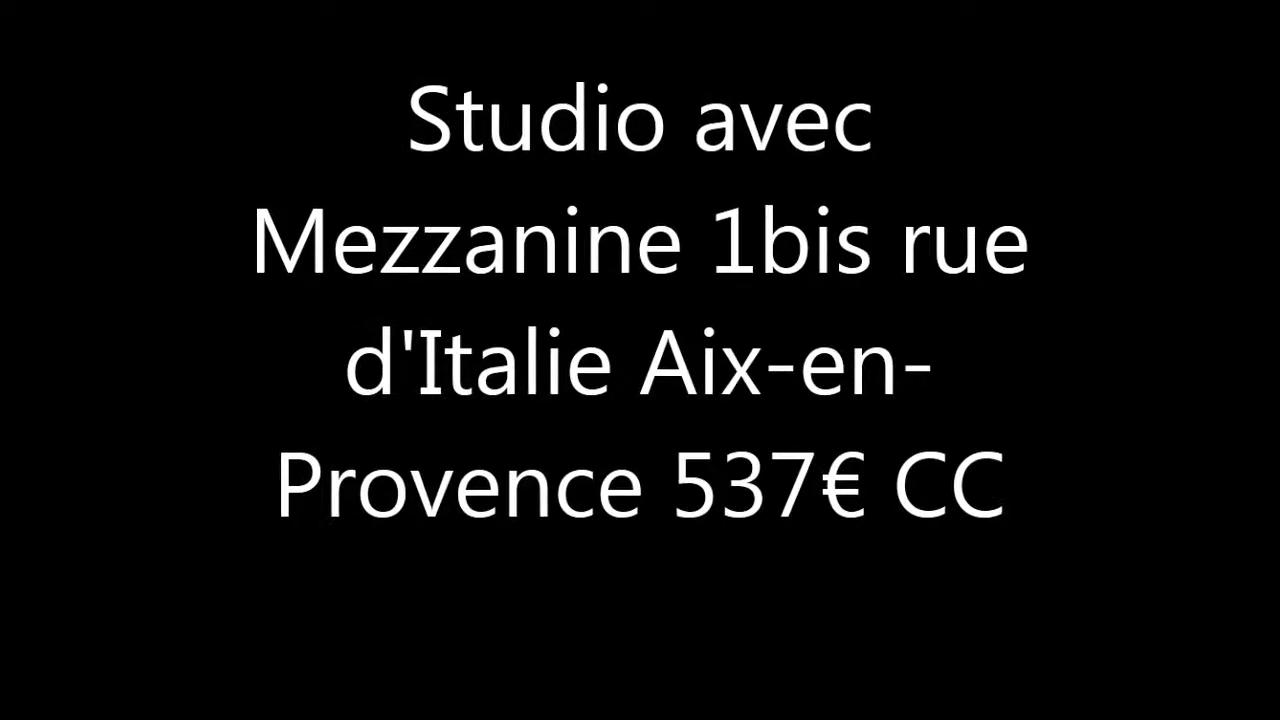 Studio avec
Mezzanine 1bis rue
d'Italie Aix-en-
Provence 537€ CC